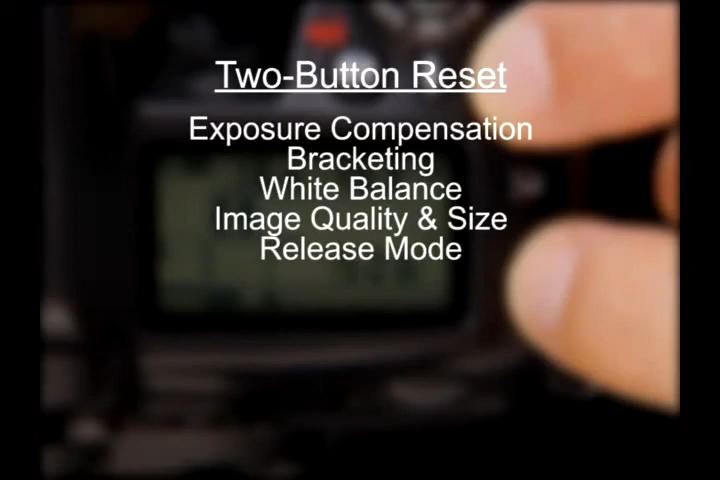 Two-Button Reset
Exposure Compensation
Bracketing
White Balance
Image Quality & Size
Release Mode